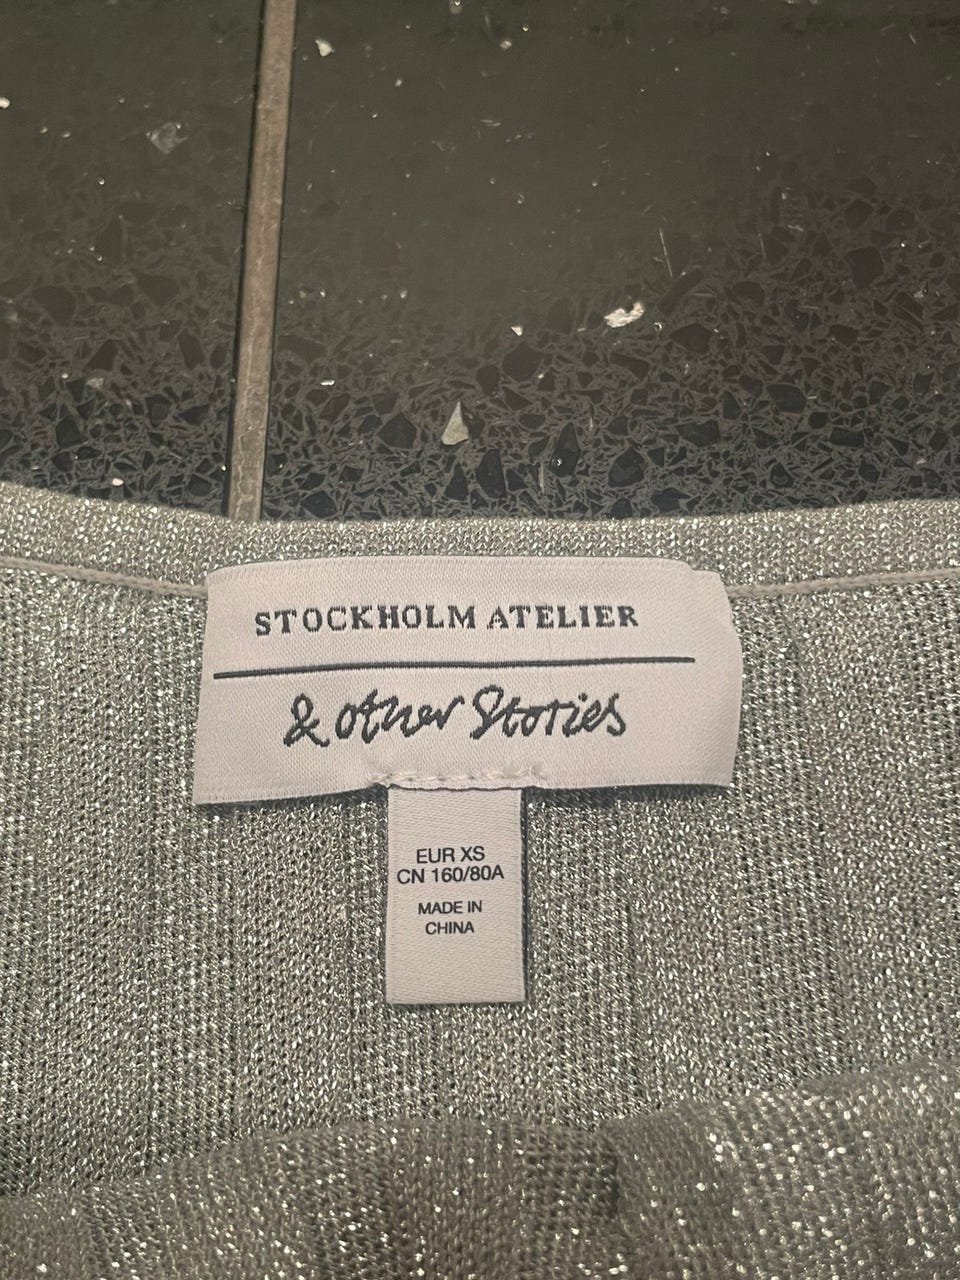 STOCKHOLM ATELIER
& other Stories
EUR XS
CN 160/80A
MADE IN
CHINA